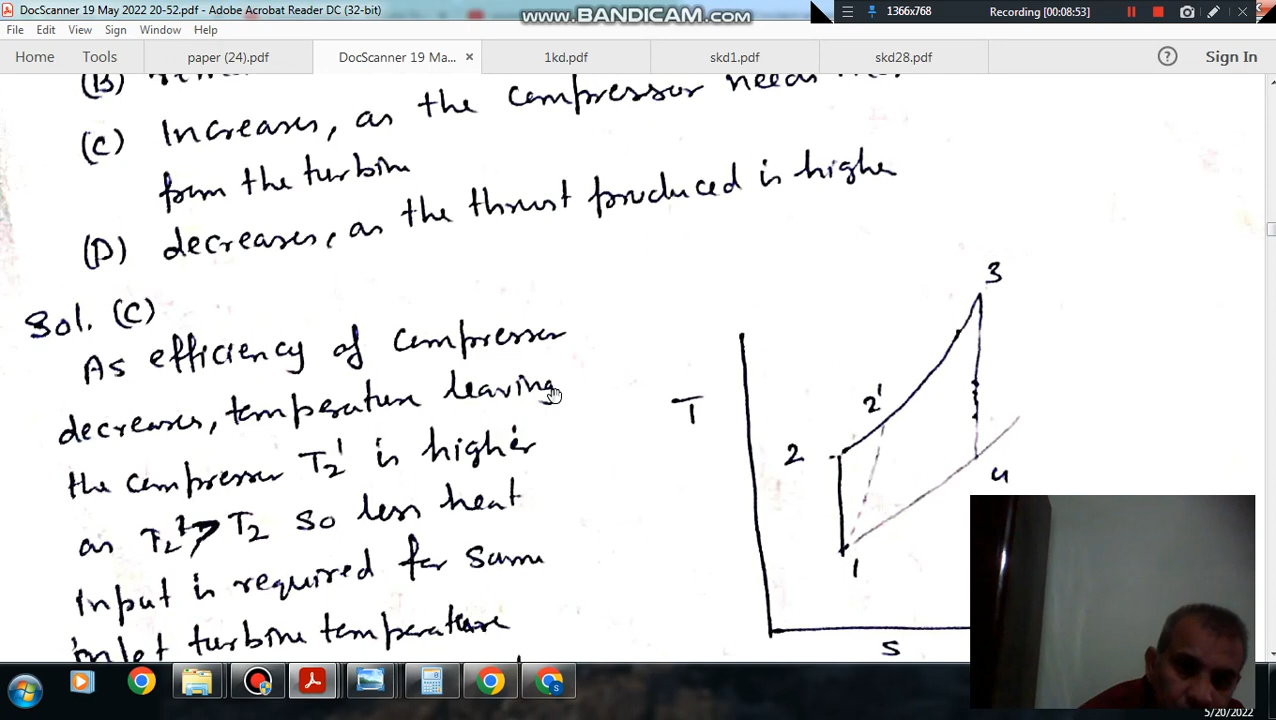 DocScanner 19 May 2022 20-52.pdf - Adobe Acrobat Reader DC (32-bit)
www.BANDICAM.com
1366x768
Recording [00:08:53]
File Edit View Sign Window Help
Home Tools paper (24).pdf DocScanner 19 Ma... × 1kd.pdf skd1.pdf skd28.pdf ? Sign In
(B)
(C) Increases, as the compressor needs
from the turbine
(D) decreases, as the thrust produced is higher
Sol. (C)
As efficiency of compressor
decreases, temperature leaving
the compressor T2' is higher
as T2' > T2 so less heat
Input is required for same
inlet turbine temperature
T
3
2'
2
4
1
S
5/20/2022